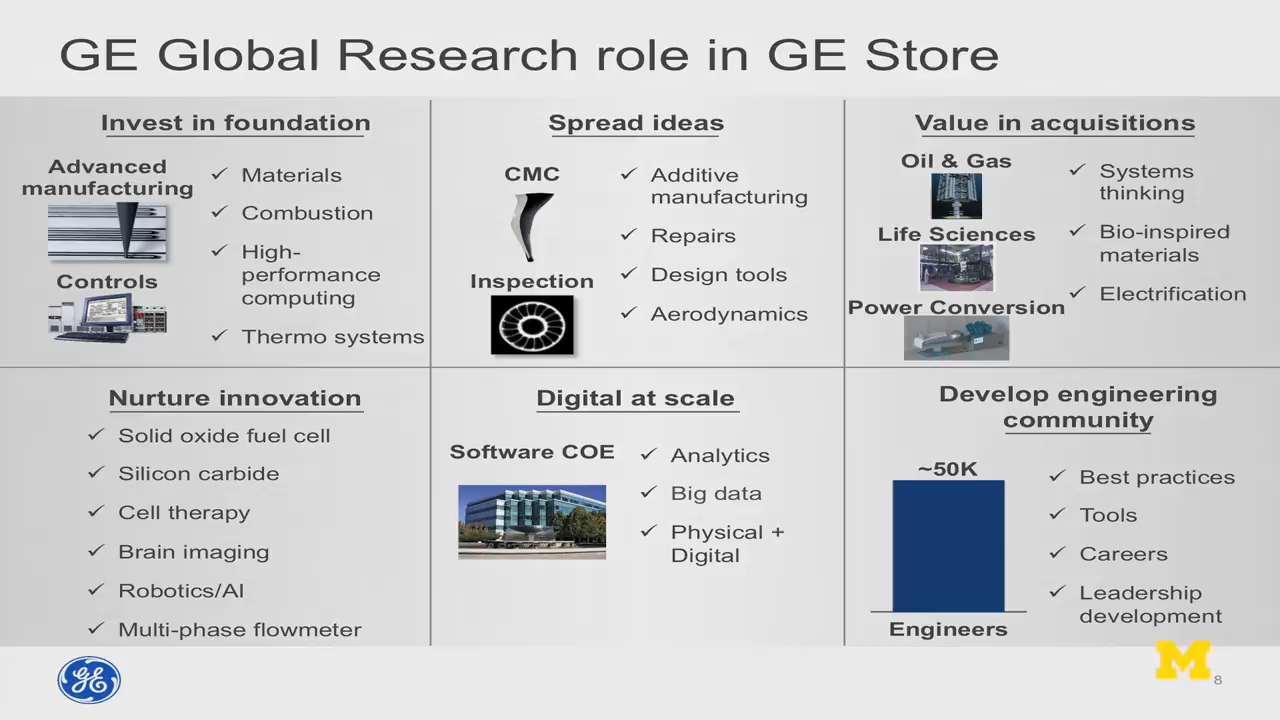 GE Global Research role in GE Store
Invest in foundation
Advanced
manufacturing
Controls
✓ Materials
✓ Combustion
✓ High-
performance
computing
✓ Thermo systems
Spread ideas
CMC
Inspection
✓ Additive
manufacturing
✓ Repairs
✓ Design tools
✓ Aerodynamics
Value in acquisitions
Oil & Gas
Life Sciences
Power Conversion
✓ Systems
thinking
✓ Bio-inspired
materials
✓ Electrification
Nurture innovation
✓ Solid oxide fuel cell
✓ Silicon carbide
✓ Cell therapy
✓ Brain imaging
✓ Robotics/AI
✓ Multi-phase flowmeter
Digital at scale
Software COE
✓ Analytics
✓ Big data
✓ Physical +
Digital
Develop engineering
community
~50K
Engineers
✓ Best practices
✓ Tools
✓ Careers
✓ Leadership
development
GE
M
8